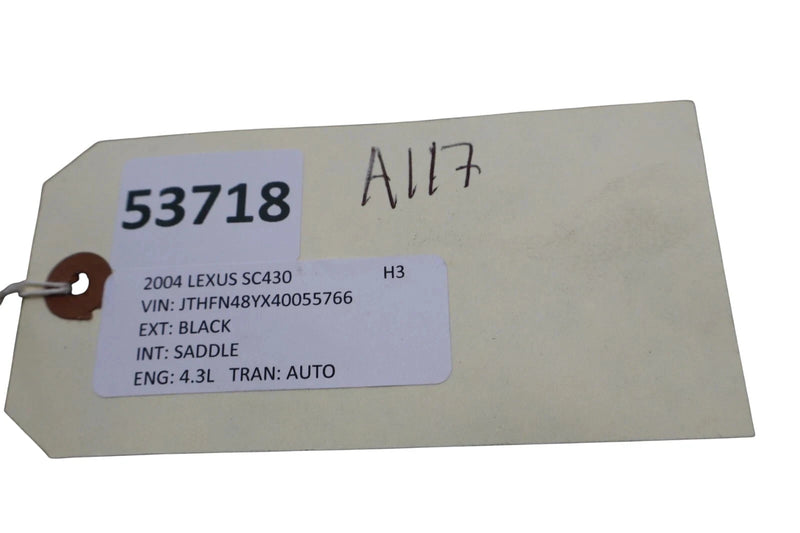 A117
53718
2004 LEXUS SC430 H3
VIN: JTHFN48YX40055766
EXT: BLACK
INT: SADDLE
ENG: 4.3L TRAN: AUTO